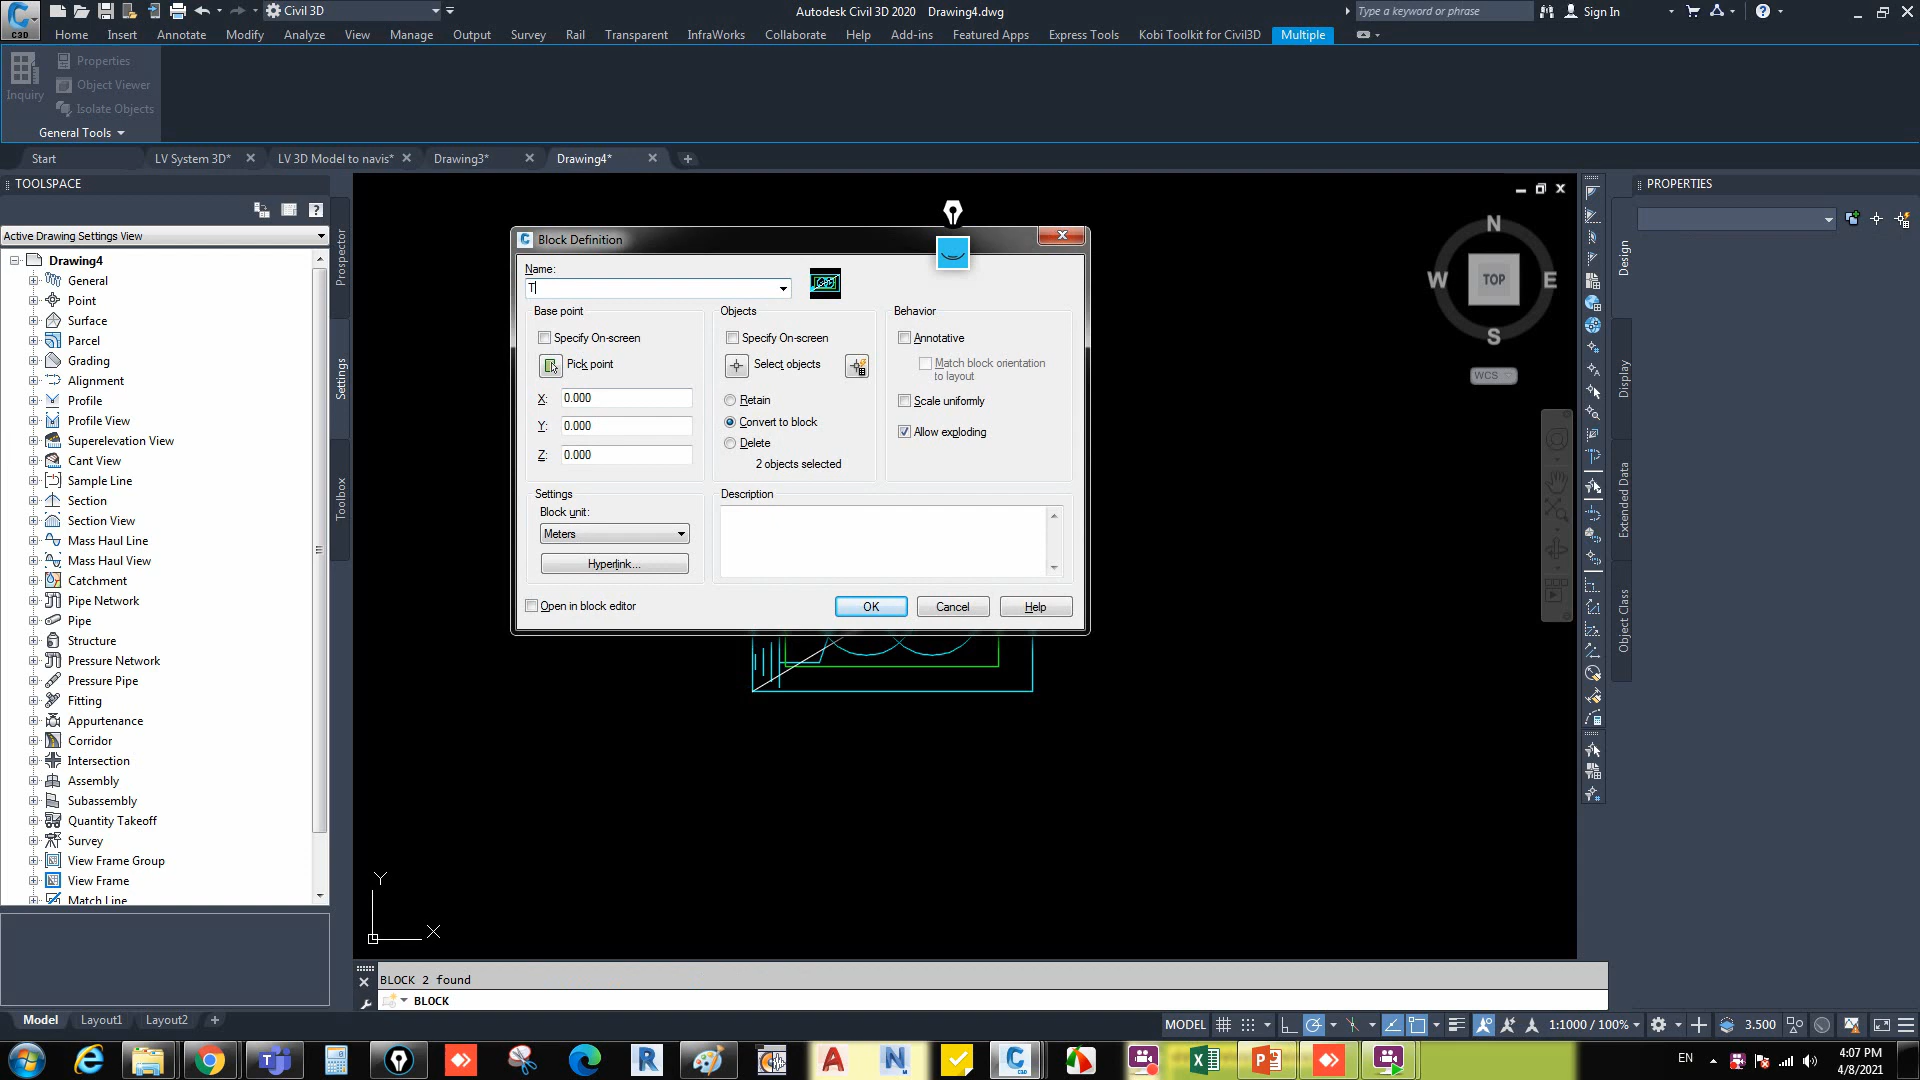 Civil 3D
Autodesk Civil 3D 2020 Drawing4.dwg
Type a keyword or phrase
Sign In
C3D
Home Insert Annotate Modify Analyze View Manage Output Survey Rail Transparent InfraWorks Collaborate Help Add-ins Featured Apps Express Tools Kobi Toolkit for Civil3D Multiple
Inquiry
Properties
Object Viewer
Isolate Objects
General Tools
Start LV System 3D* LV 3D Model to navis* Drawing3* Drawing4*
TOOLSPACE
Active Drawing Settings View
Drawing4
General
Point
Surface
Parcel
Grading
Alignment
Profile
Profile View
Superelevation View
Cant View
Sample Line
Section
Section View
Mass Haul Line
Mass Haul View
Catchment
Pipe Network
Pipe
Structure
Pressure Network
Pressure Pipe
Fitting
Appurtenance
Corridor
Intersection
Assembly
Subassembly
Quantity Takeoff
Survey
View Frame Group
View Frame
Match Line
Prospector
Settings
Toolbox
Block Definition
Name:
T
Base point
Specify On-screen
Pick point
X: 0.000
Y: 0.000
Z: 0.000
Objects
Specify On-screen
Select objects
Retain
Convert to block
Delete
2 objects selected
Behavior
Annotative
Match block orientation
to layout
Scale uniformly
Allow exploding
Settings
Block unit:
Meters
Hyperlink...
Description
Open in block editor
OK Cancel Help
N
W TOP E
S
WCS
Y
X
PROPERTIES
Design
Display
Extended Data
Object Class
BLOCK 2 found
BLOCK
Model Layout1 Layout2
MODEL 1:1000 / 100% 3.500
EN
4:07 PM
4/8/2021